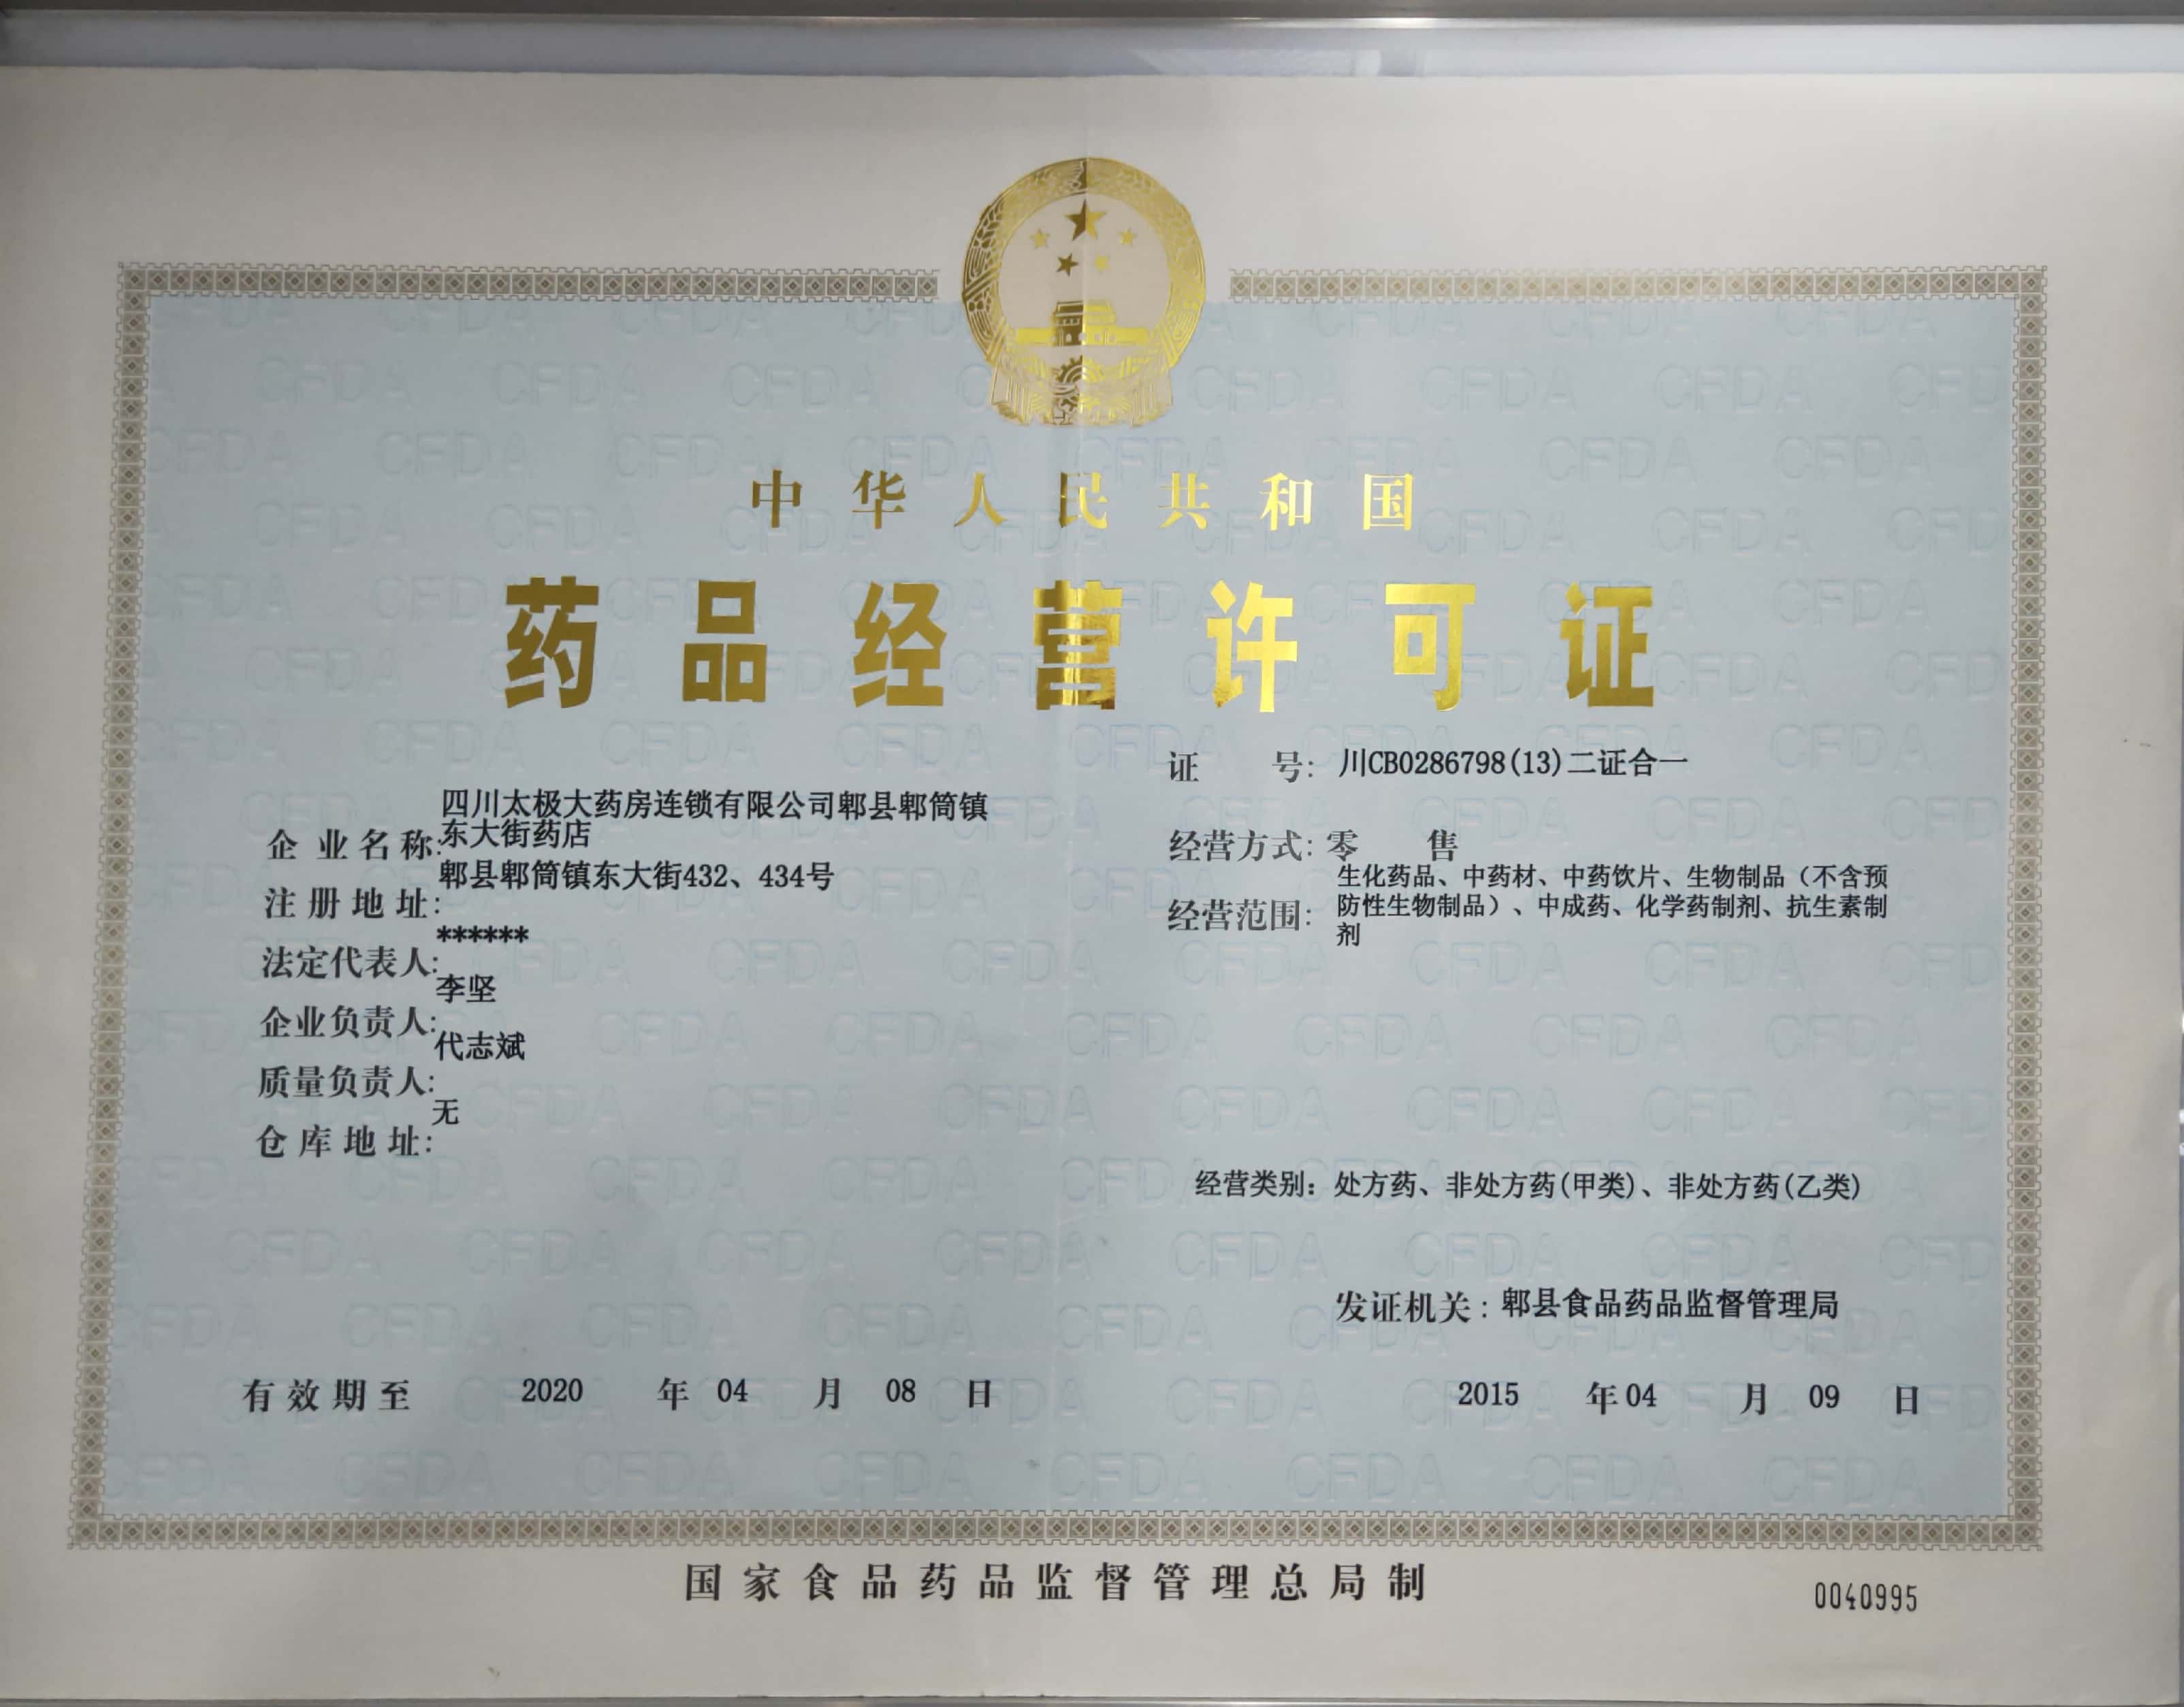 中华人民共和国
药品经营许可证
证 号: 川CB0286798(13)二证合一
企业名称: 四川太极大药房连锁有限公司郫县郫筒镇
东大街药店
注册地址: 郫县郫筒镇东大街432、434号
法定代表人: ******
企业负责人: 李坚
质量负责人: 代志斌
仓库地址: 无
经营方式: 零 售
经营范围: 生化药品、中药材、中药饮片、生物制品（不含预
防性生物制品）、中成药、化学药制剂、抗生素制
剂
经营类别: 处方药、非处方药(甲类)、非处方药(乙类)
发证机关: 郫县食品药品监督管理局
有效期至 2020 年 04 月 08 日
2015 年 04 月 09 日
国家食品药品监督管理总局制
0040995